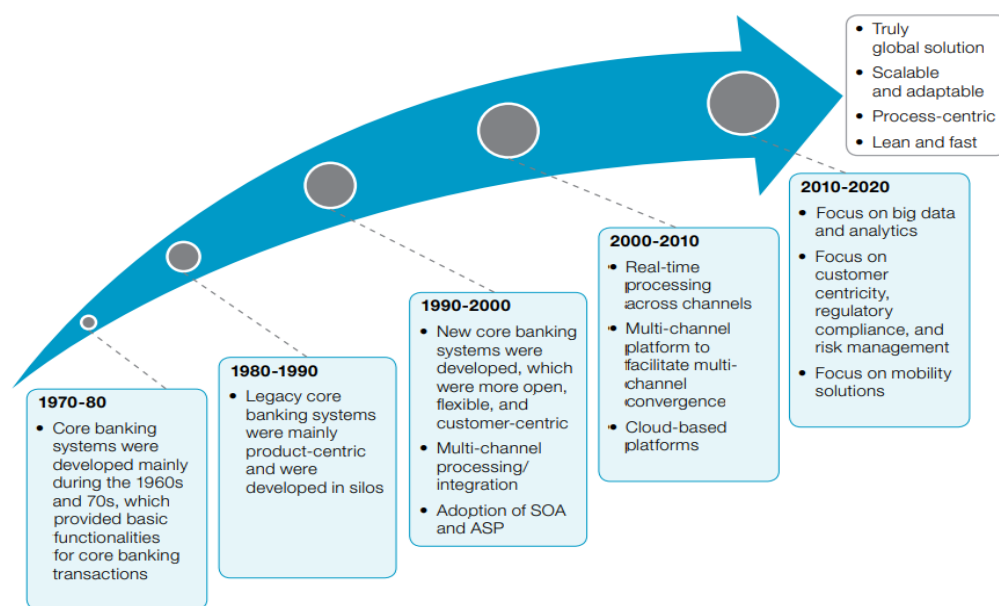 1970-80
• Core banking
systems were
developed mainly
during the 1960s
and 70s, which
provided basic
functionalities
for core banking
transactions
1980-1990
• Legacy core
banking systems
were mainly
product-centric
and were
developed in silos
1990-2000
• New core banking
systems were
developed, which
were more open,
flexible, and
customer-centric
• Multi-channel
processing/
integration
• Adoption of SOA
and ASP
2000-2010
• Real-time
processing
across channels
• Multi-channel
platform to
facilitate multi-
channel
convergence
• Cloud-based
platforms
2010-2020
• Focus on big data
and analytics
• Focus on
customer
centricity,
regulatory
compliance, and
risk management
• Focus on mobility
solutions
• Truly
global solution
• Scalable
and adaptable
• Process-centric
• Lean and fast